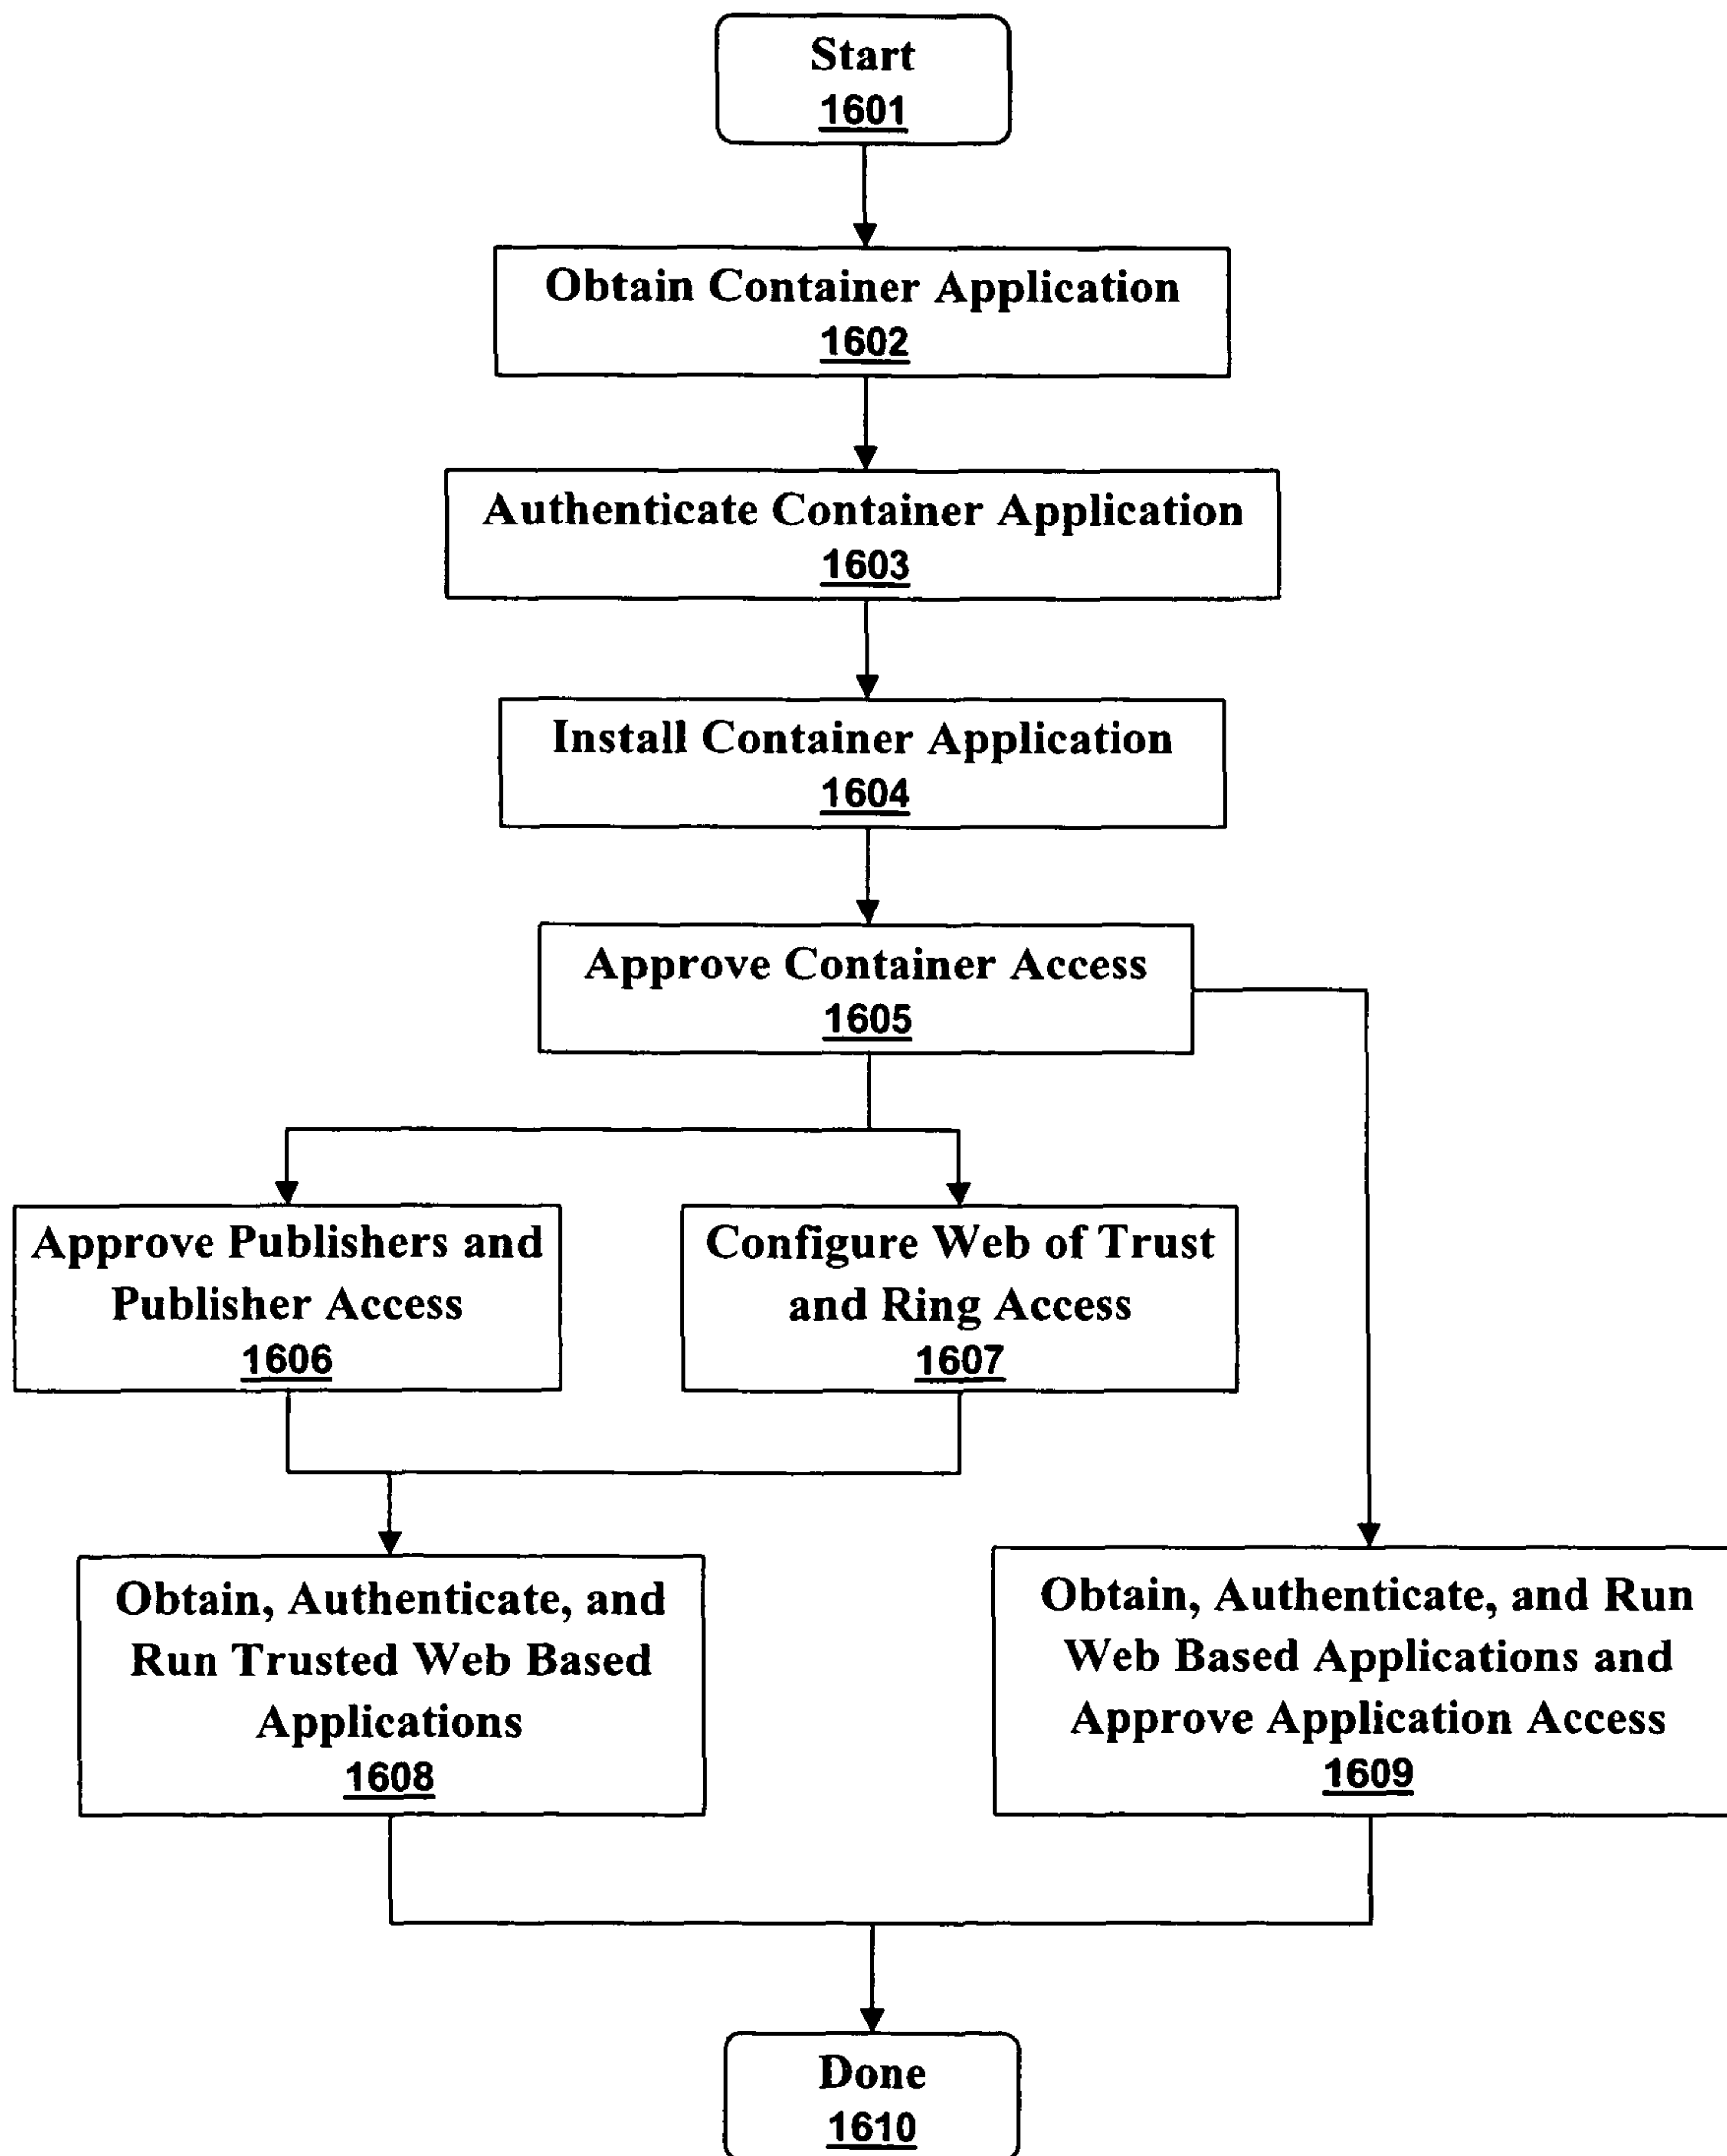 Start
1601
Obtain Container Application
1602
Authenticate Container Application
1603
Install Container Application
1604
Approve Container Access
1605
Approve Publishers and
Publisher Access
1606
Configure Web of Trust
and Ring Access
1607
Obtain, Authenticate, and
Run Trusted Web Based
Applications
1608
Obtain, Authenticate, and Run
Web Based Applications and
Approve Application Access
1609
Done
1610